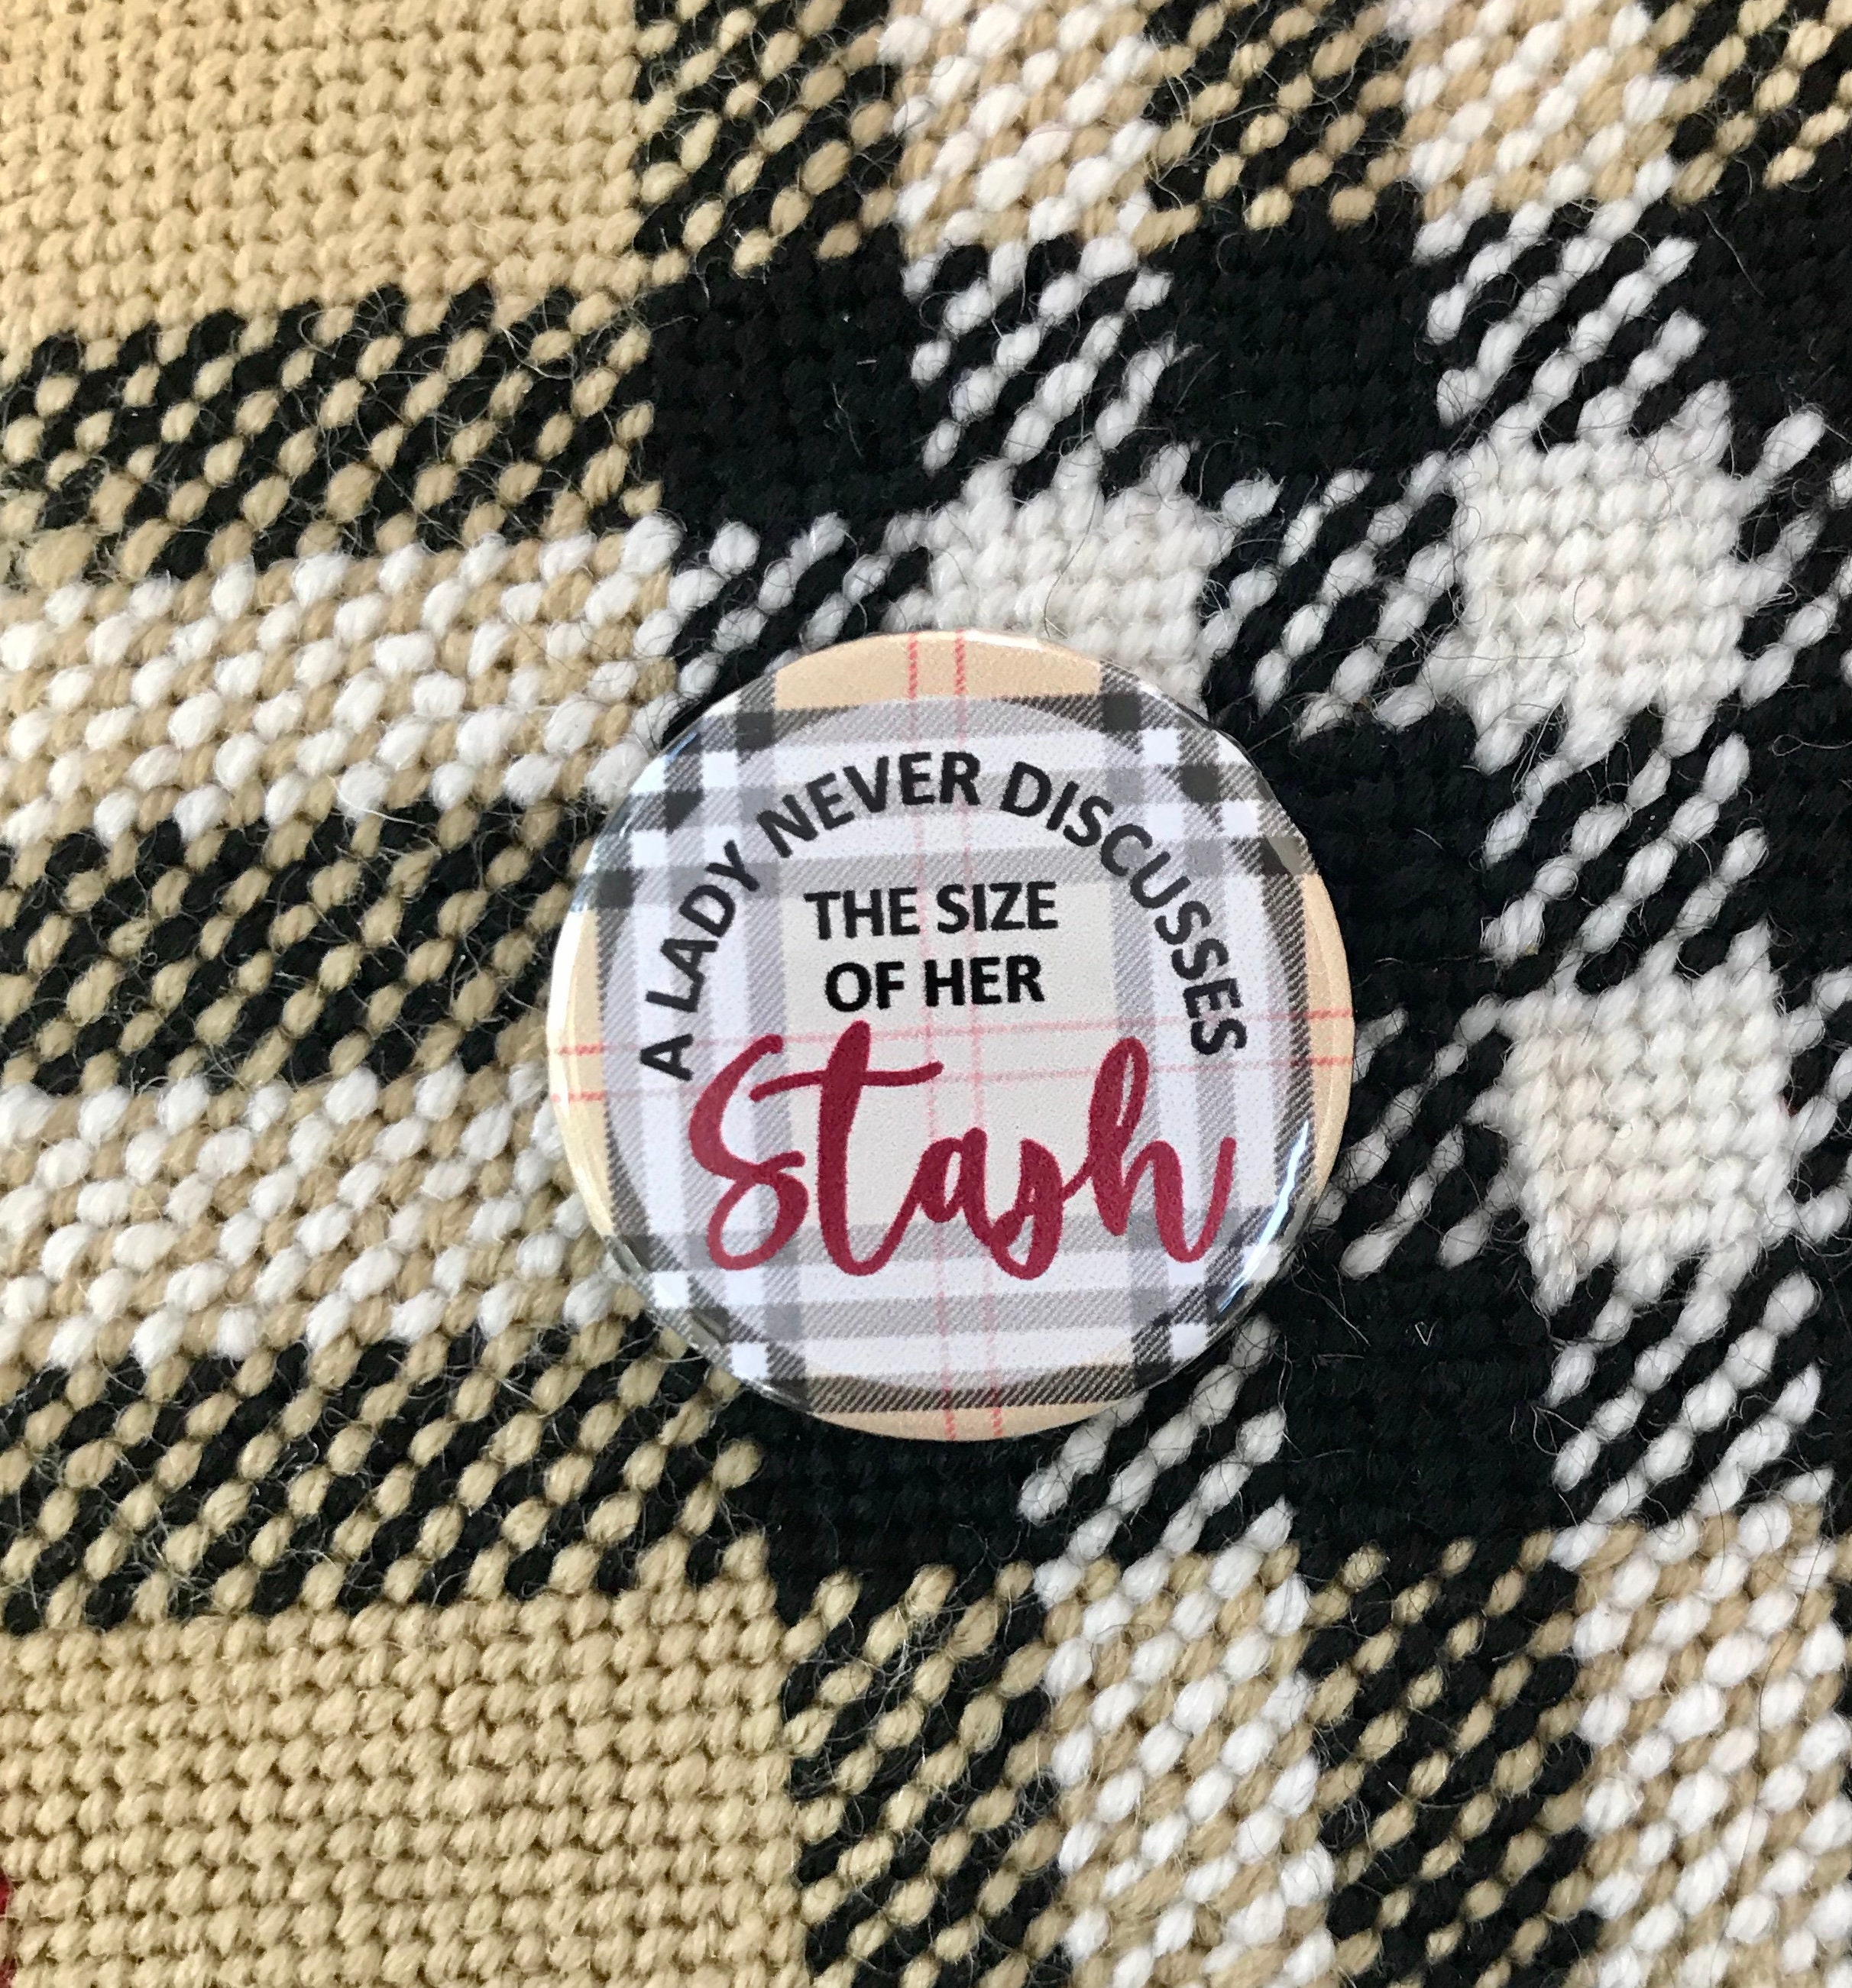 A LADY NEVER DISCUSSES
THE SIZE
OF HER
Stash